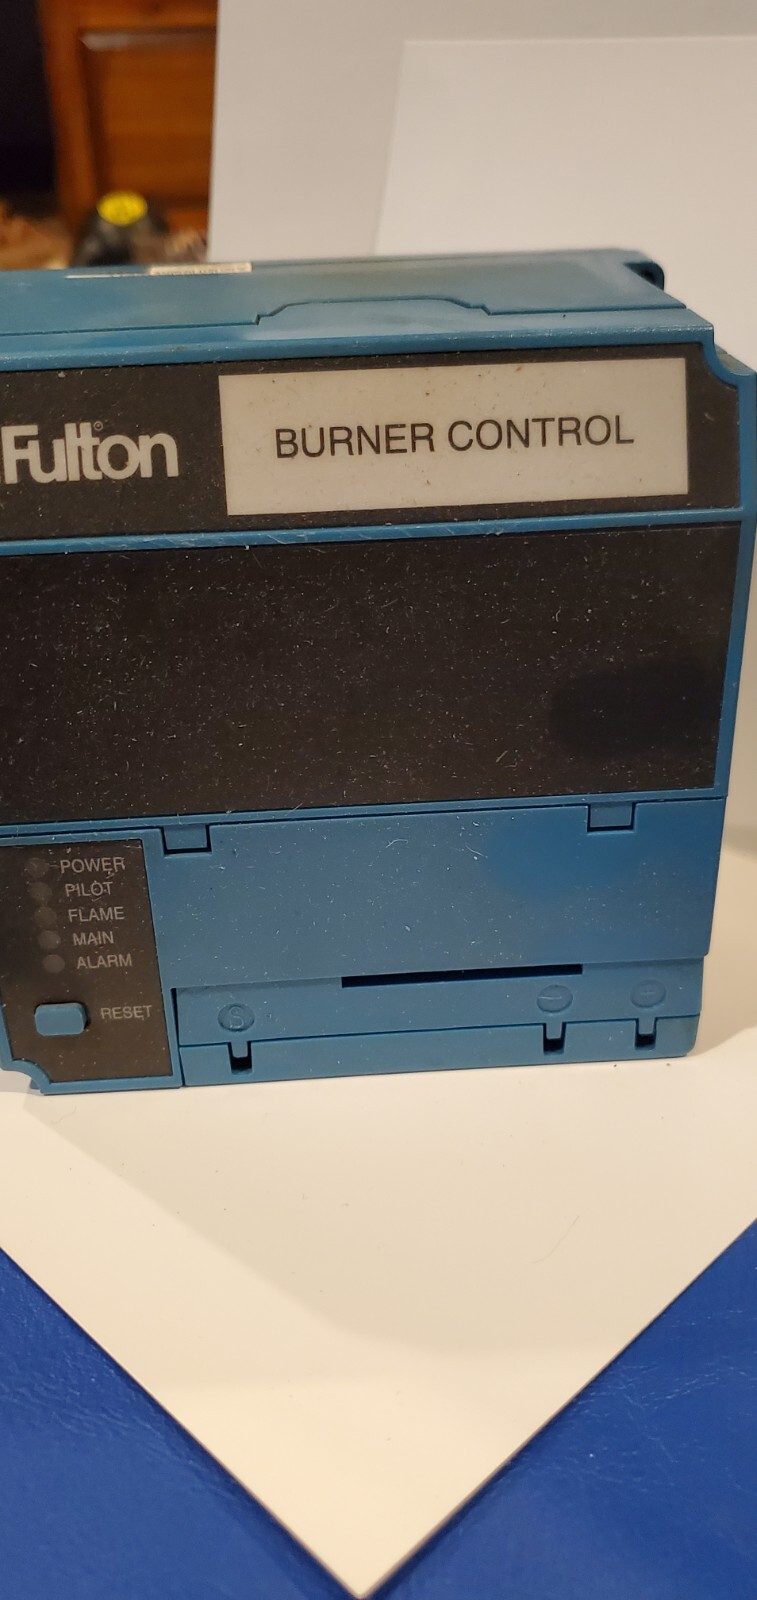 Fulton®
BURNER CONTROL
POWER
PILOT
FLAME
MAIN
ALARM
RESET
S